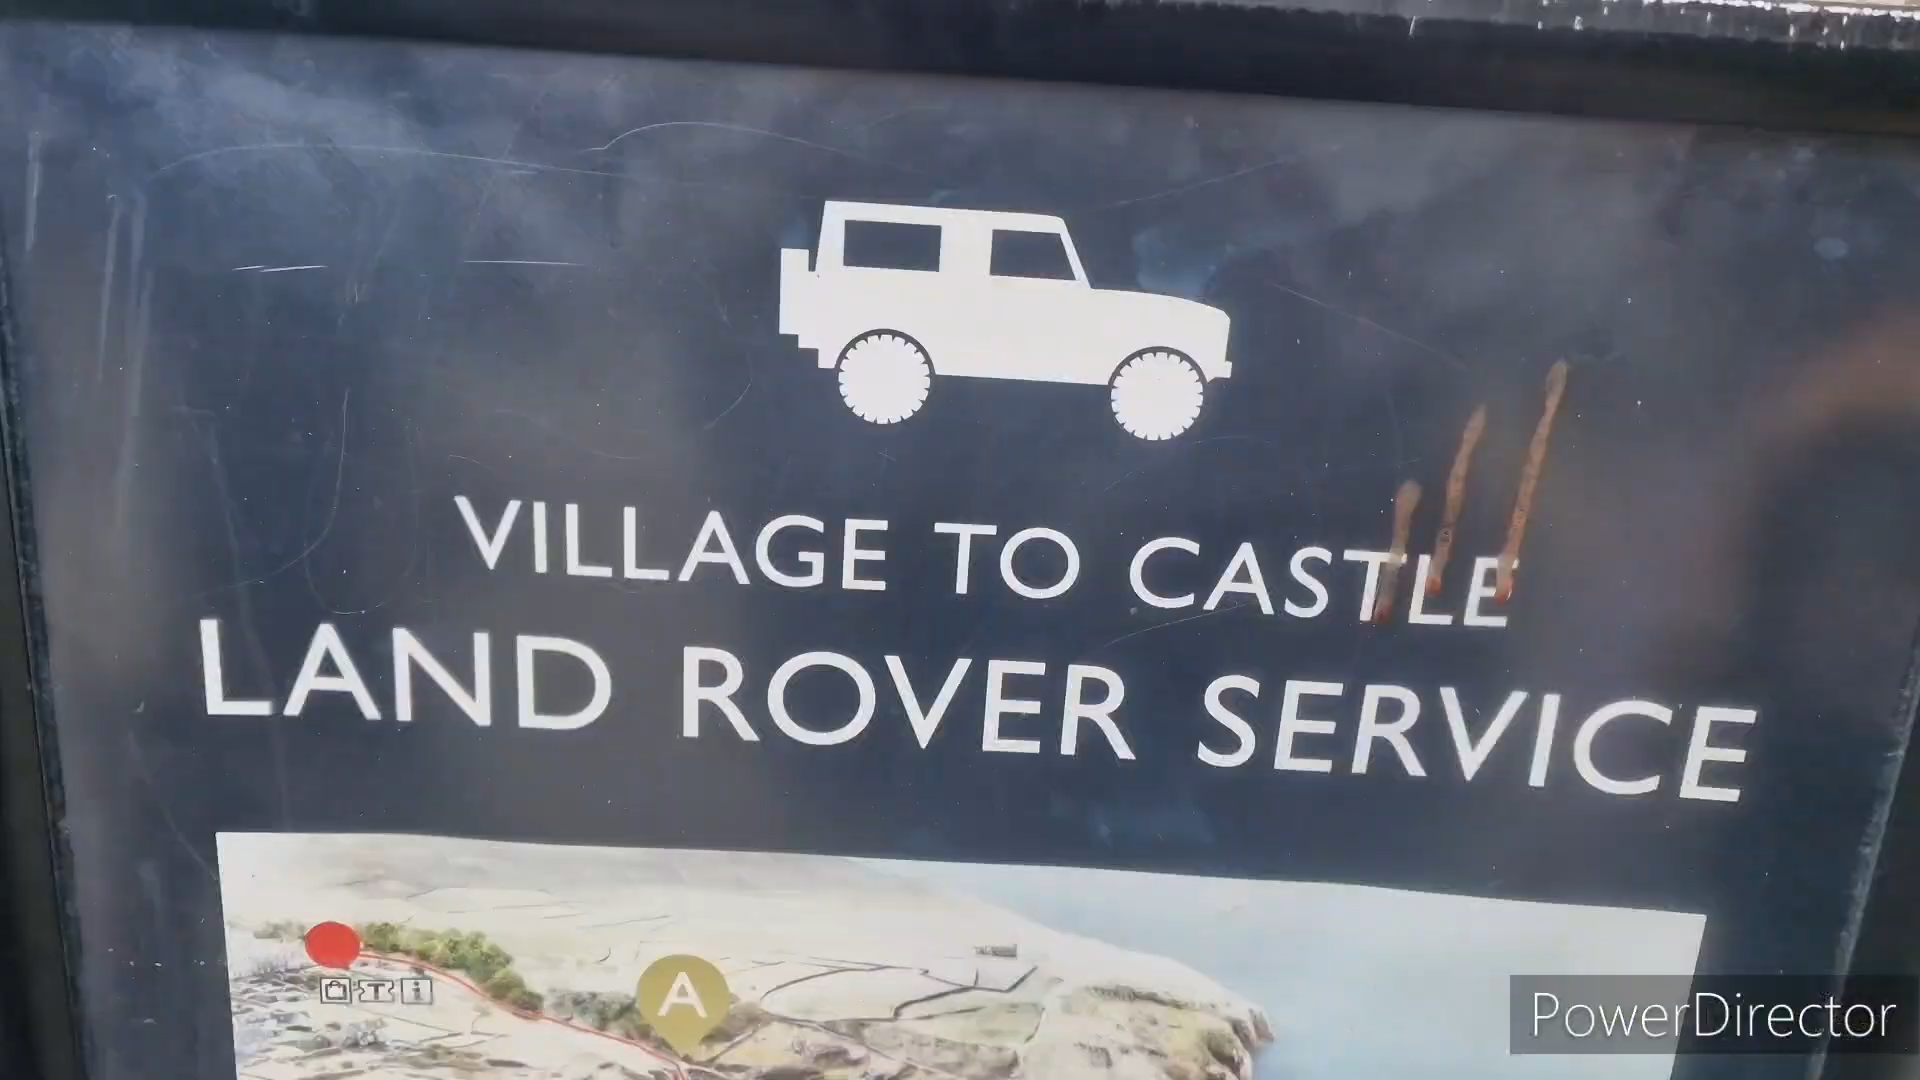 VILLAGE TO CASTLE
LAND ROVER SERVICE
A
T i
PowerDirector